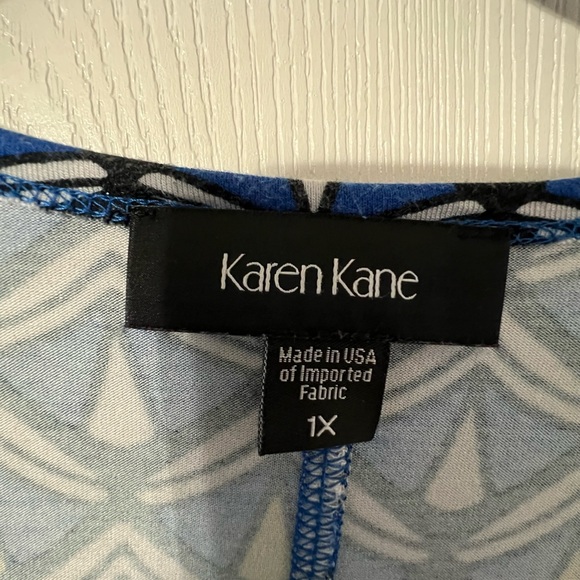 Karen Kane
Made in USA
of Imported
Fabric
1X